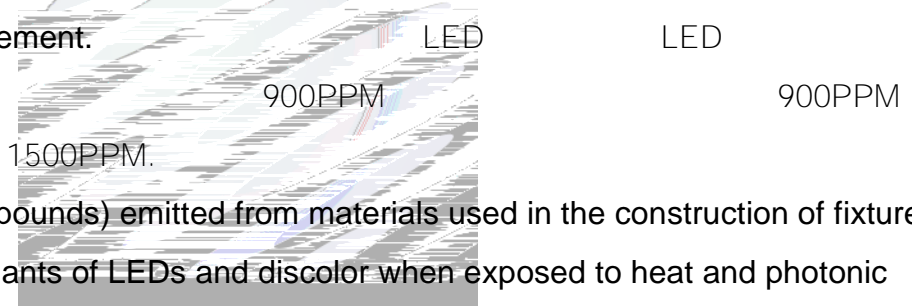 ement. LED LED
900PPM 900PPM
1500PPM.
pounds) emitted from materials used in the construction of fixture
ants of LEDs and discolor when exposed to heat and photonic